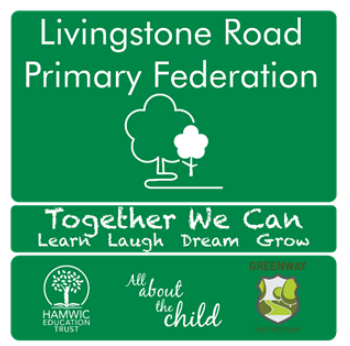 Livingstone Road
Primary Federation
Together We Can
Learn Laugh Dream Grow
HAMWIC
EDUCATION
TRUST
All
about
the
child
GREENWAY